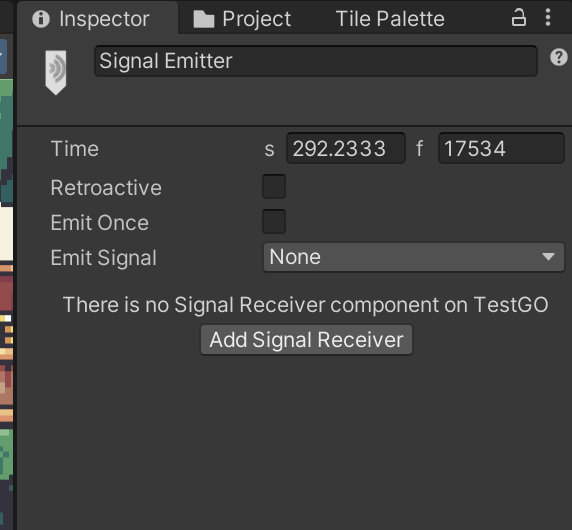 Inspector Project Tile Palette
Signal Emitter
Time s 292.2333 f 17534
Retroactive
Emit Once
Emit Signal None
There is no Signal Receiver component on TestGO
Add Signal Receiver